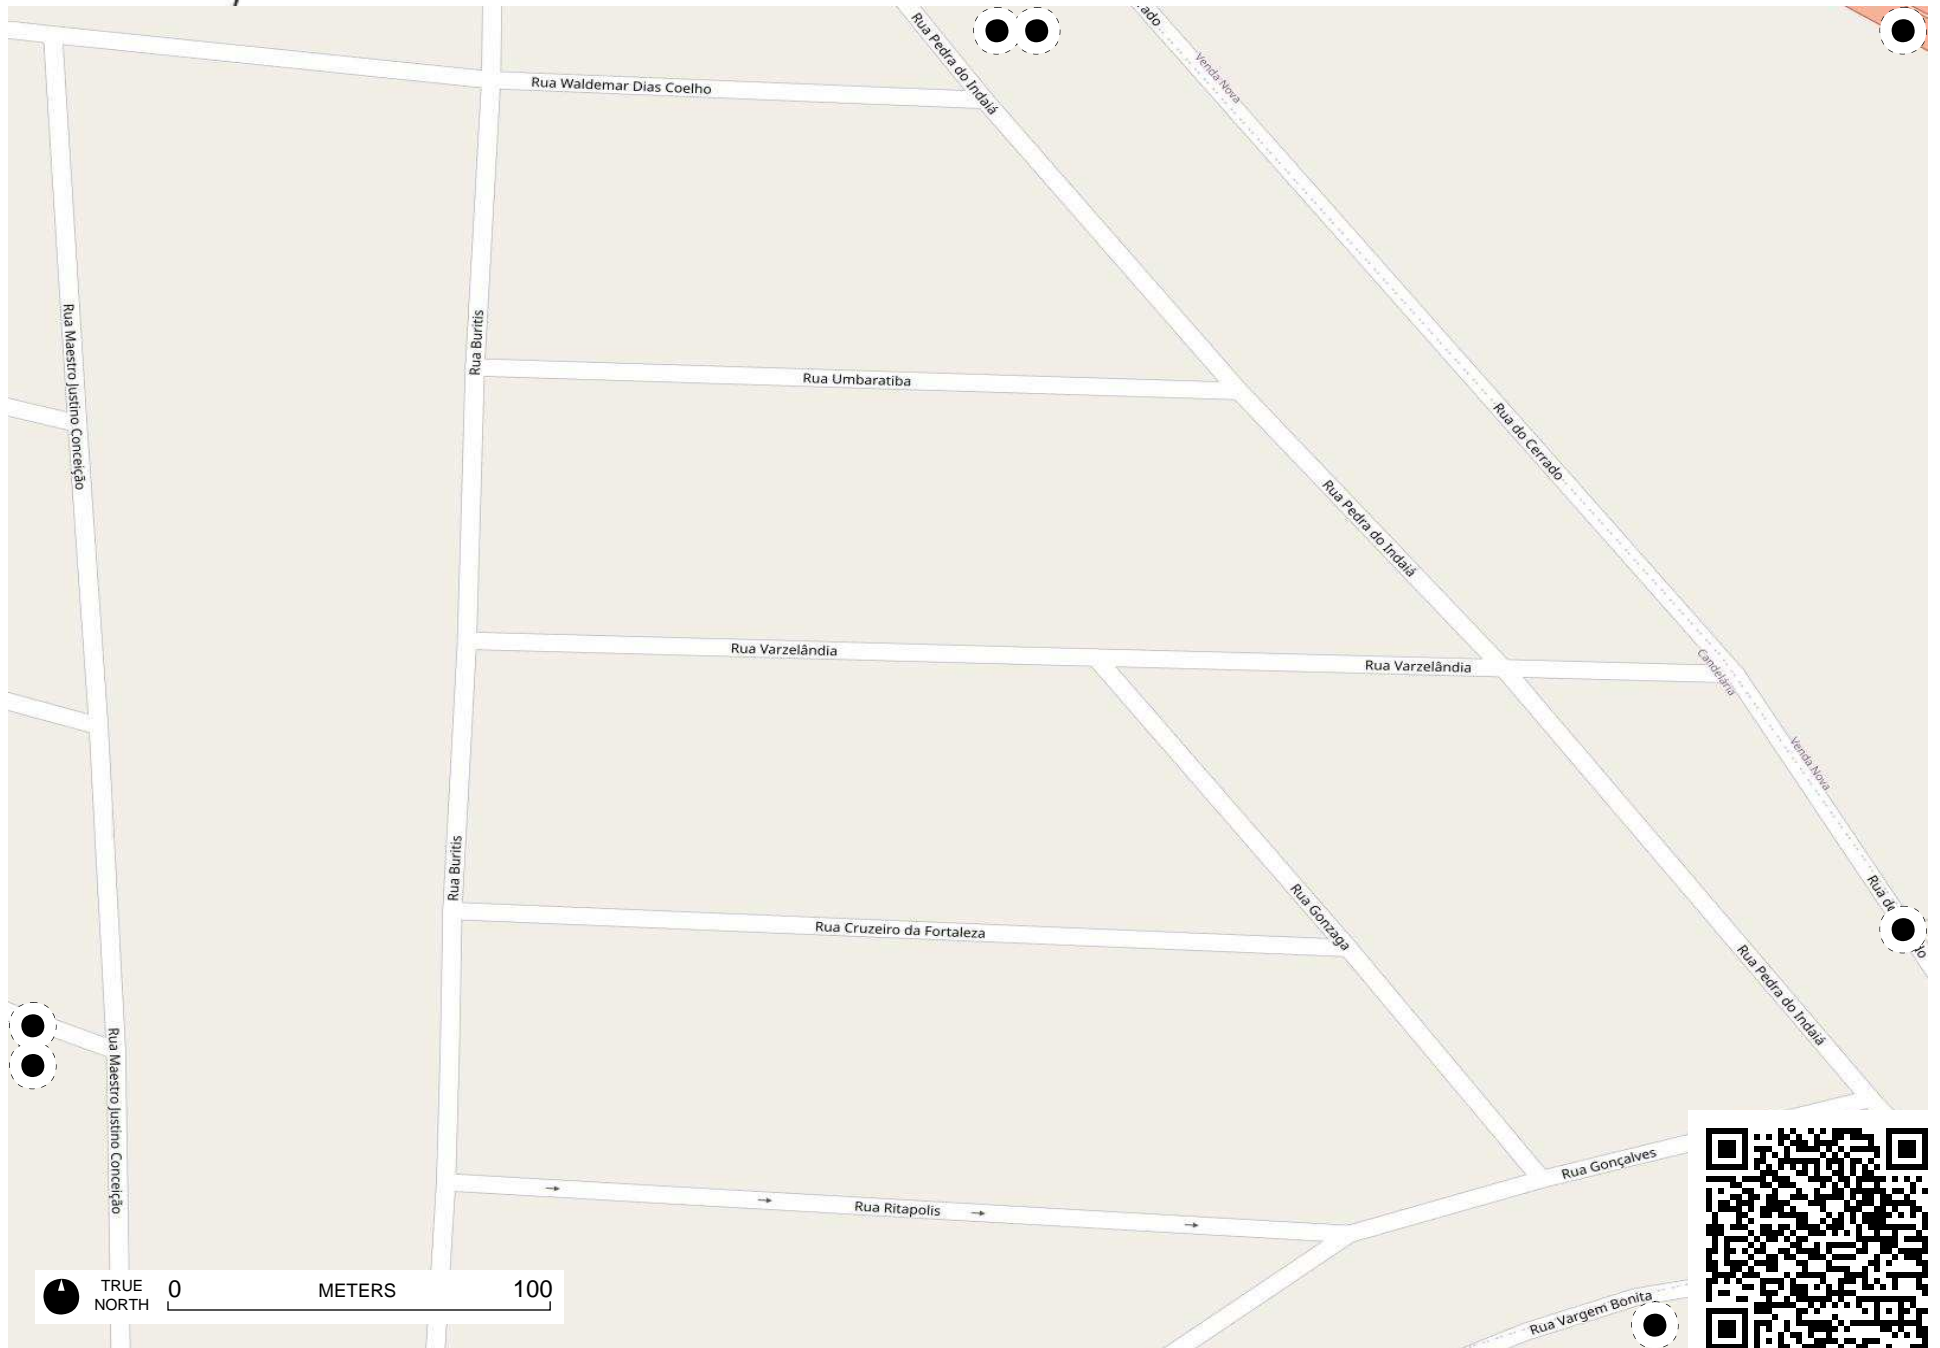 Rua Pedra do Indaiá
Venda Nova
Rua Waldemar Dias Coelho
Rua Maestro Justino Conceição
Rua Buritis
Rua Umbaratiba
Rua do Cerrado
Rua Pedra do Indaiá
Rua Varzelândia
Rua Varzelândia
Candelária
Venda Nova
Rua Buritis
Rua Gonzaga
Rua Cruzeiro da Fortaleza
Rua Pedra do Indaiá
Rua Maestro Justino Conceição
Rua Gonçalves
Rua Ritapolis
TRUE NORTH
0 METERS 100
Rua Vargem Bonita